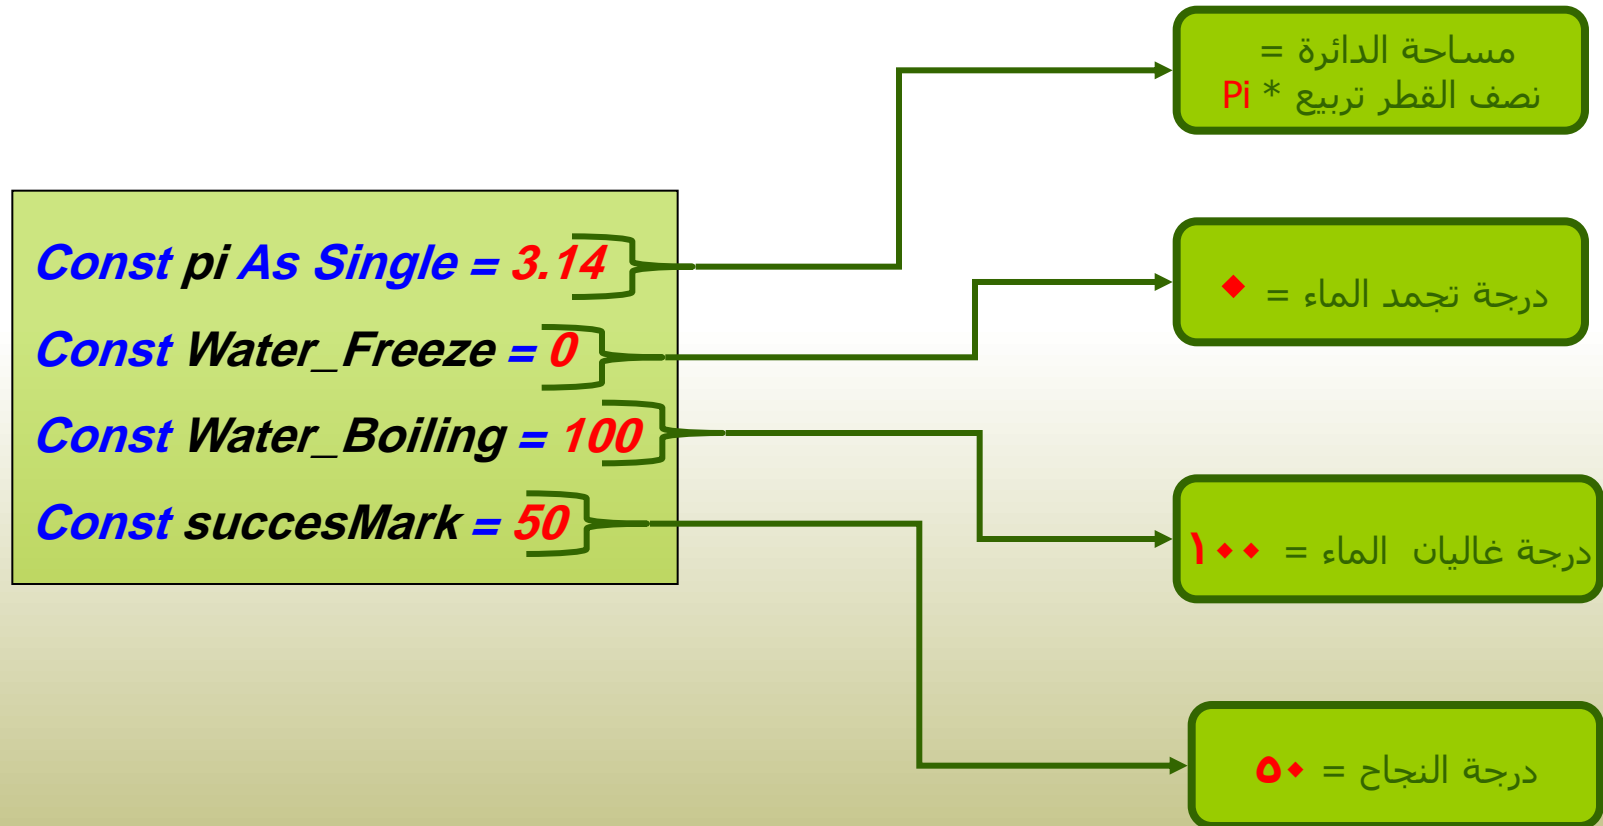 Const pi As Single = 3.14
Const Water_Freeze = 0
Const Water_Boiling = 100
Const succesMark = 50
مساحة الدائرة =
نصف القطر تربيع * Pi
درجة تجمد الماء = ٠
درجة غاليان الماء = ١٠٠
درجة النجاح = ٥٠